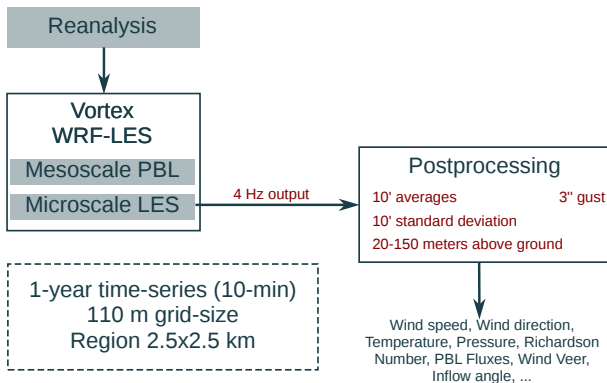 Reanalysis
Vortex
WRF-LES
Mesoscale PBL
Microscale LES
4 Hz output
Postprocessing
10' averages 3'' gust
10' standard deviation
20-150 meters above ground
1-year time-series (10-min)
110 m grid-size
Region 2.5x2.5 km
Wind speed, Wind direction,
Temperature, Pressure, Richardson
Number, PBL Fluxes, Wind Veer,
Inflow angle, ...